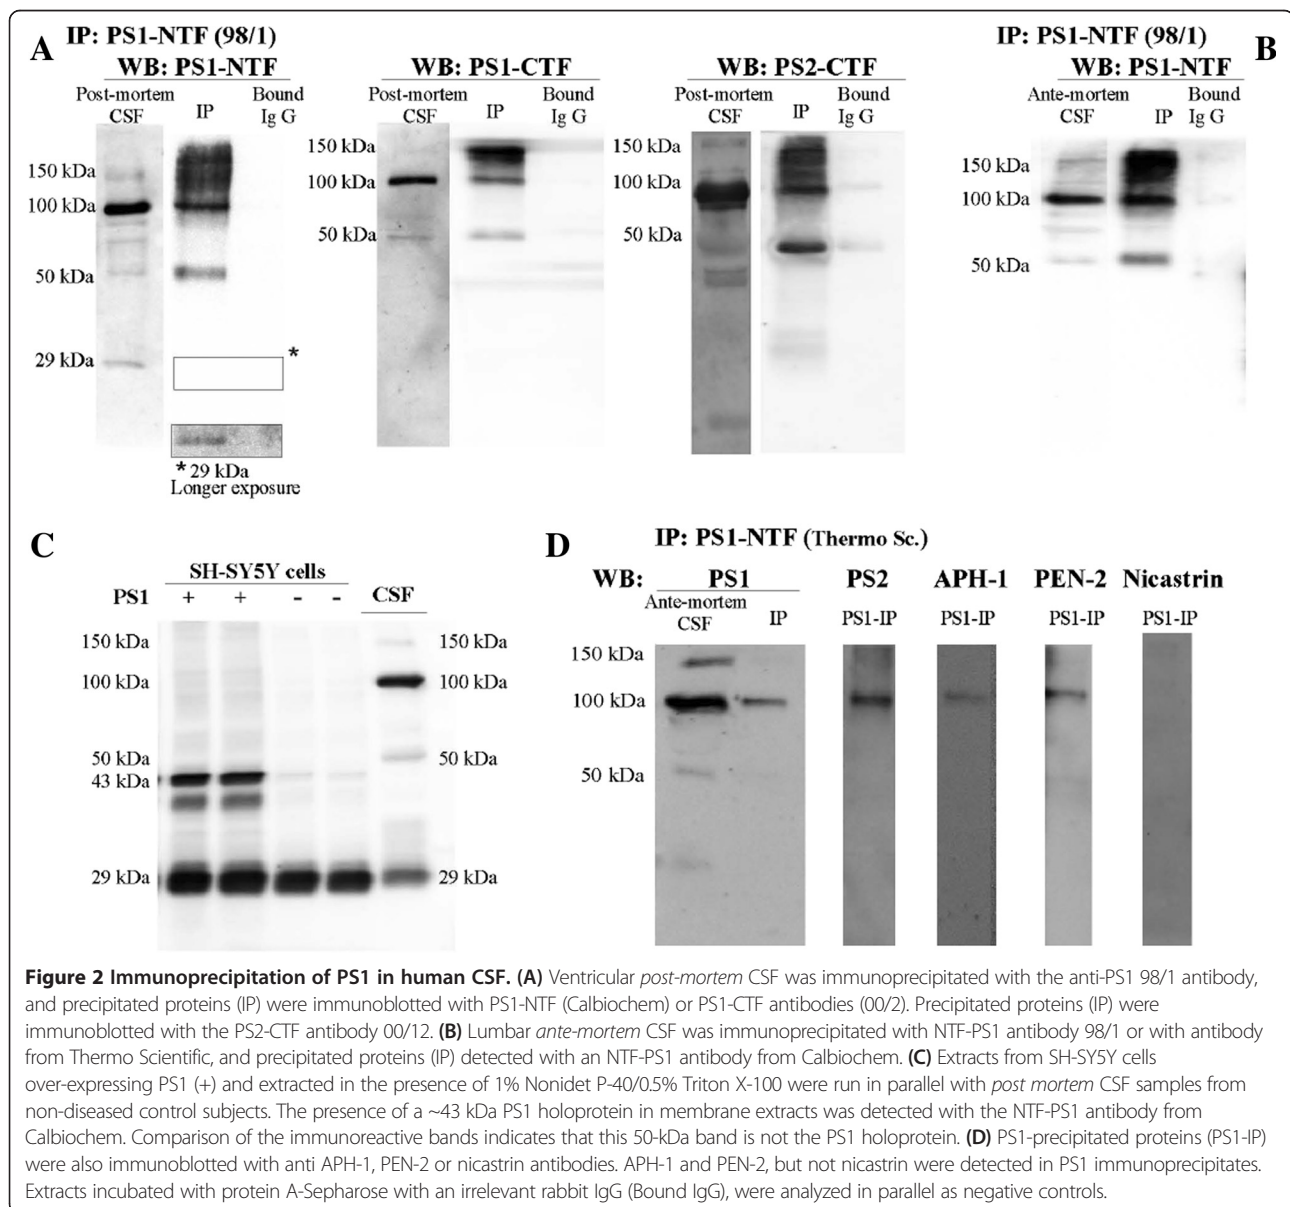 A
IP: PS1-NTF (98/1)
WB: PS1-NTF
Post-mortem
CSF
IP
Bound
Ig G
150 kDa
100 kDa
50 kDa
29 kDa
*
* 29 kDa
Longer exposure
WB: PS1-CTF
Post-mortem
CSF
IP
Bound
Ig G
150 kDa
100 kDa
50 kDa
WB: PS2-CTF
Post-mortem
CSF
IP
Bound
Ig G
150 kDa
100 kDa
50 kDa
IP: PS1-NTF (98/1)
B
WB: PS1-NTF
Ante-mortem
CSF
IP
Bound
Ig G
150 kDa
100 kDa
50 kDa
C
SH-SY5Y cells
PS1 + + - - CSF
150 kDa
100 kDa
50 kDa
43 kDa
29 kDa
150 kDa
100 kDa
50 kDa
29 kDa
D
IP: PS1-NTF (Thermo Sc.)
WB: PS1 PS2 APH-1 PEN-2 Nicastrin
Ante-mortem
CSF
IP
PS1-IP PS1-IP PS1-IP PS1-IP
150 kDa
100 kDa
50 kDa
Figure 2 Immunoprecipitation of PS1 in human CSF. (A) Ventricular post-mortem CSF was immunoprecipitated with the anti-PS1 98/1 antibody,
and precipitated proteins (IP) were immunoblotted with PS1-NTF (Calbiochem) or PS1-CTF antibodies (00/2). Precipitated proteins (IP) were
immunoblotted with the PS2-CTF antibody 00/12. (B) Lumbar ante-mortem CSF was immunoprecipitated with NTF-PS1 antibody 98/1 or with antibody
from Thermo Scientific, and precipitated proteins (IP) detected with an NTF-PS1 antibody from Calbiochem. (C) Extracts from SH-SY5Y cells
over-expressing PS1 (+) and extracted in the presence of 1% Nonidet P-40/0.5% Triton X-100 were run in parallel with post mortem CSF samples from
non-diseased control subjects. The presence of a ~43 kDa PS1 holoprotein in membrane extracts was detected with the NTF-PS1 antibody from
Calbiochem. Comparison of the immunoreactive bands indicates that this 50-kDa band is not the PS1 holoprotein. (D) PS1-precipitated proteins (PS1-IP)
were also immunoblotted with anti APH-1, PEN-2 or nicastrin antibodies. APH-1 and PEN-2, but not nicastrin were detected in PS1 immunoprecipitates.
Extracts incubated with protein A-Sepharose with an irrelevant rabbit IgG (Bound IgG), were analyzed in parallel as negative controls.